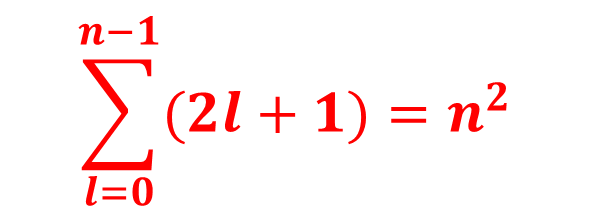 n−1
∑ (2l + 1) = n²
l=0